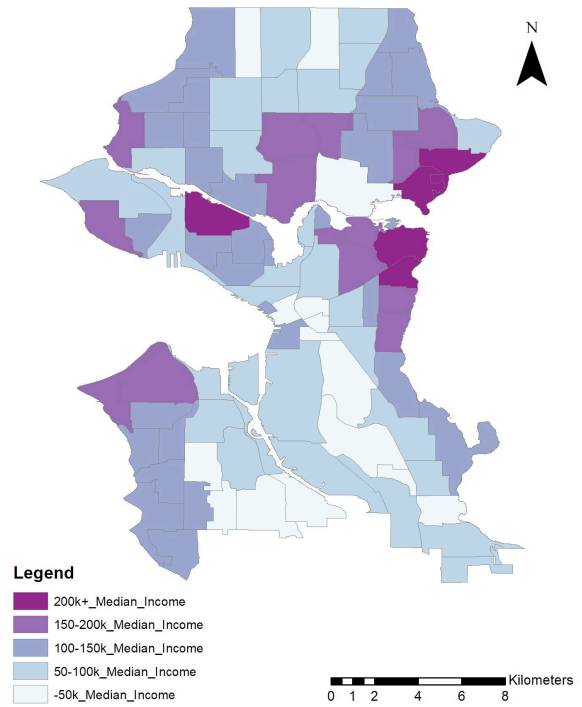 N
Legend
200k+_Median_Income
150-200k_Median_Income
100-150k_Median_Income
50-100k_Median_Income
-50k_Median_Income
Kilometers
0 1 2 4 6 8